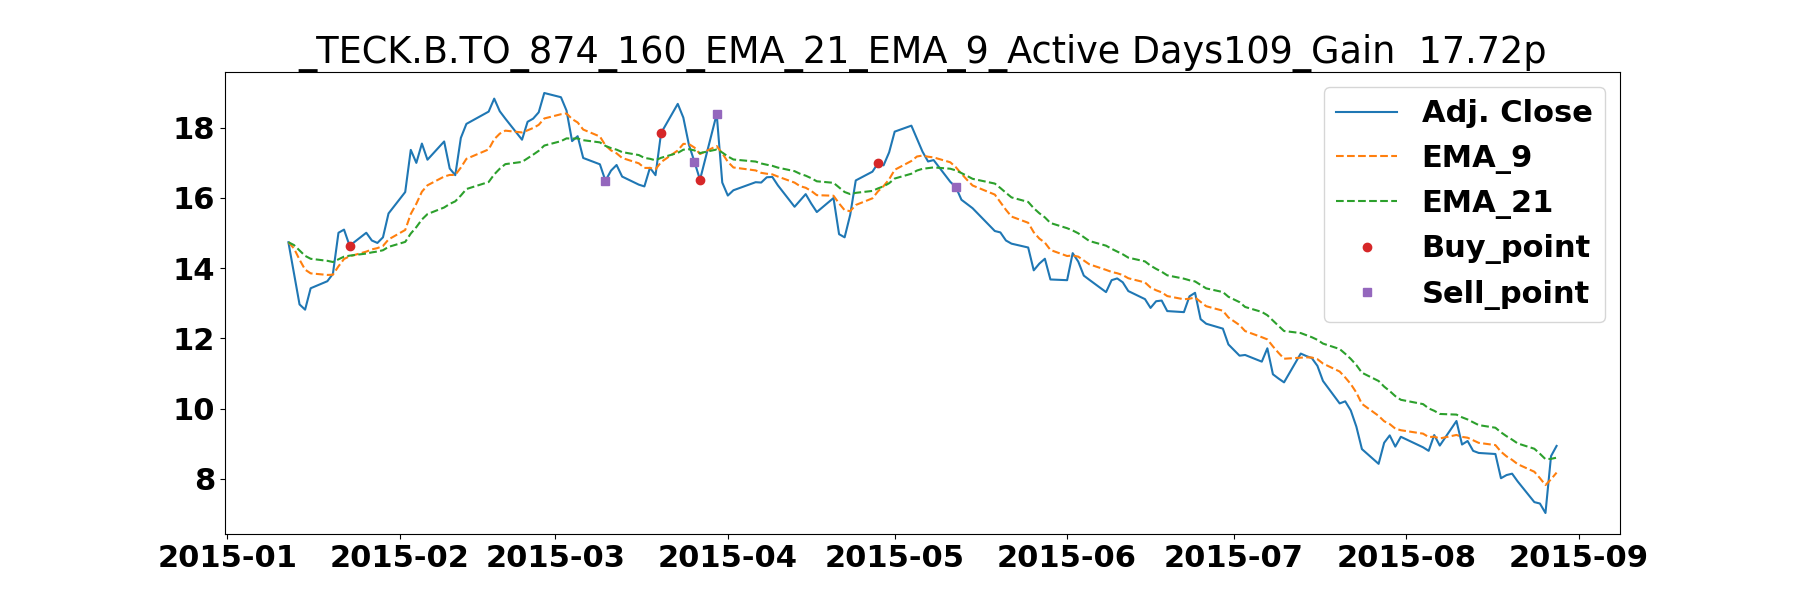 _TECK.B.TO_874_160_EMA_21_EMA_9_Active Days109_Gain  17.72p
Adj. Close
EMA_9
EMA_21
Buy_point
Sell_point
18
16
14
12
10
8
2015-01 2015-02 2015-03 2015-04 2015-05 2015-06 2015-07 2015-08 2015-09